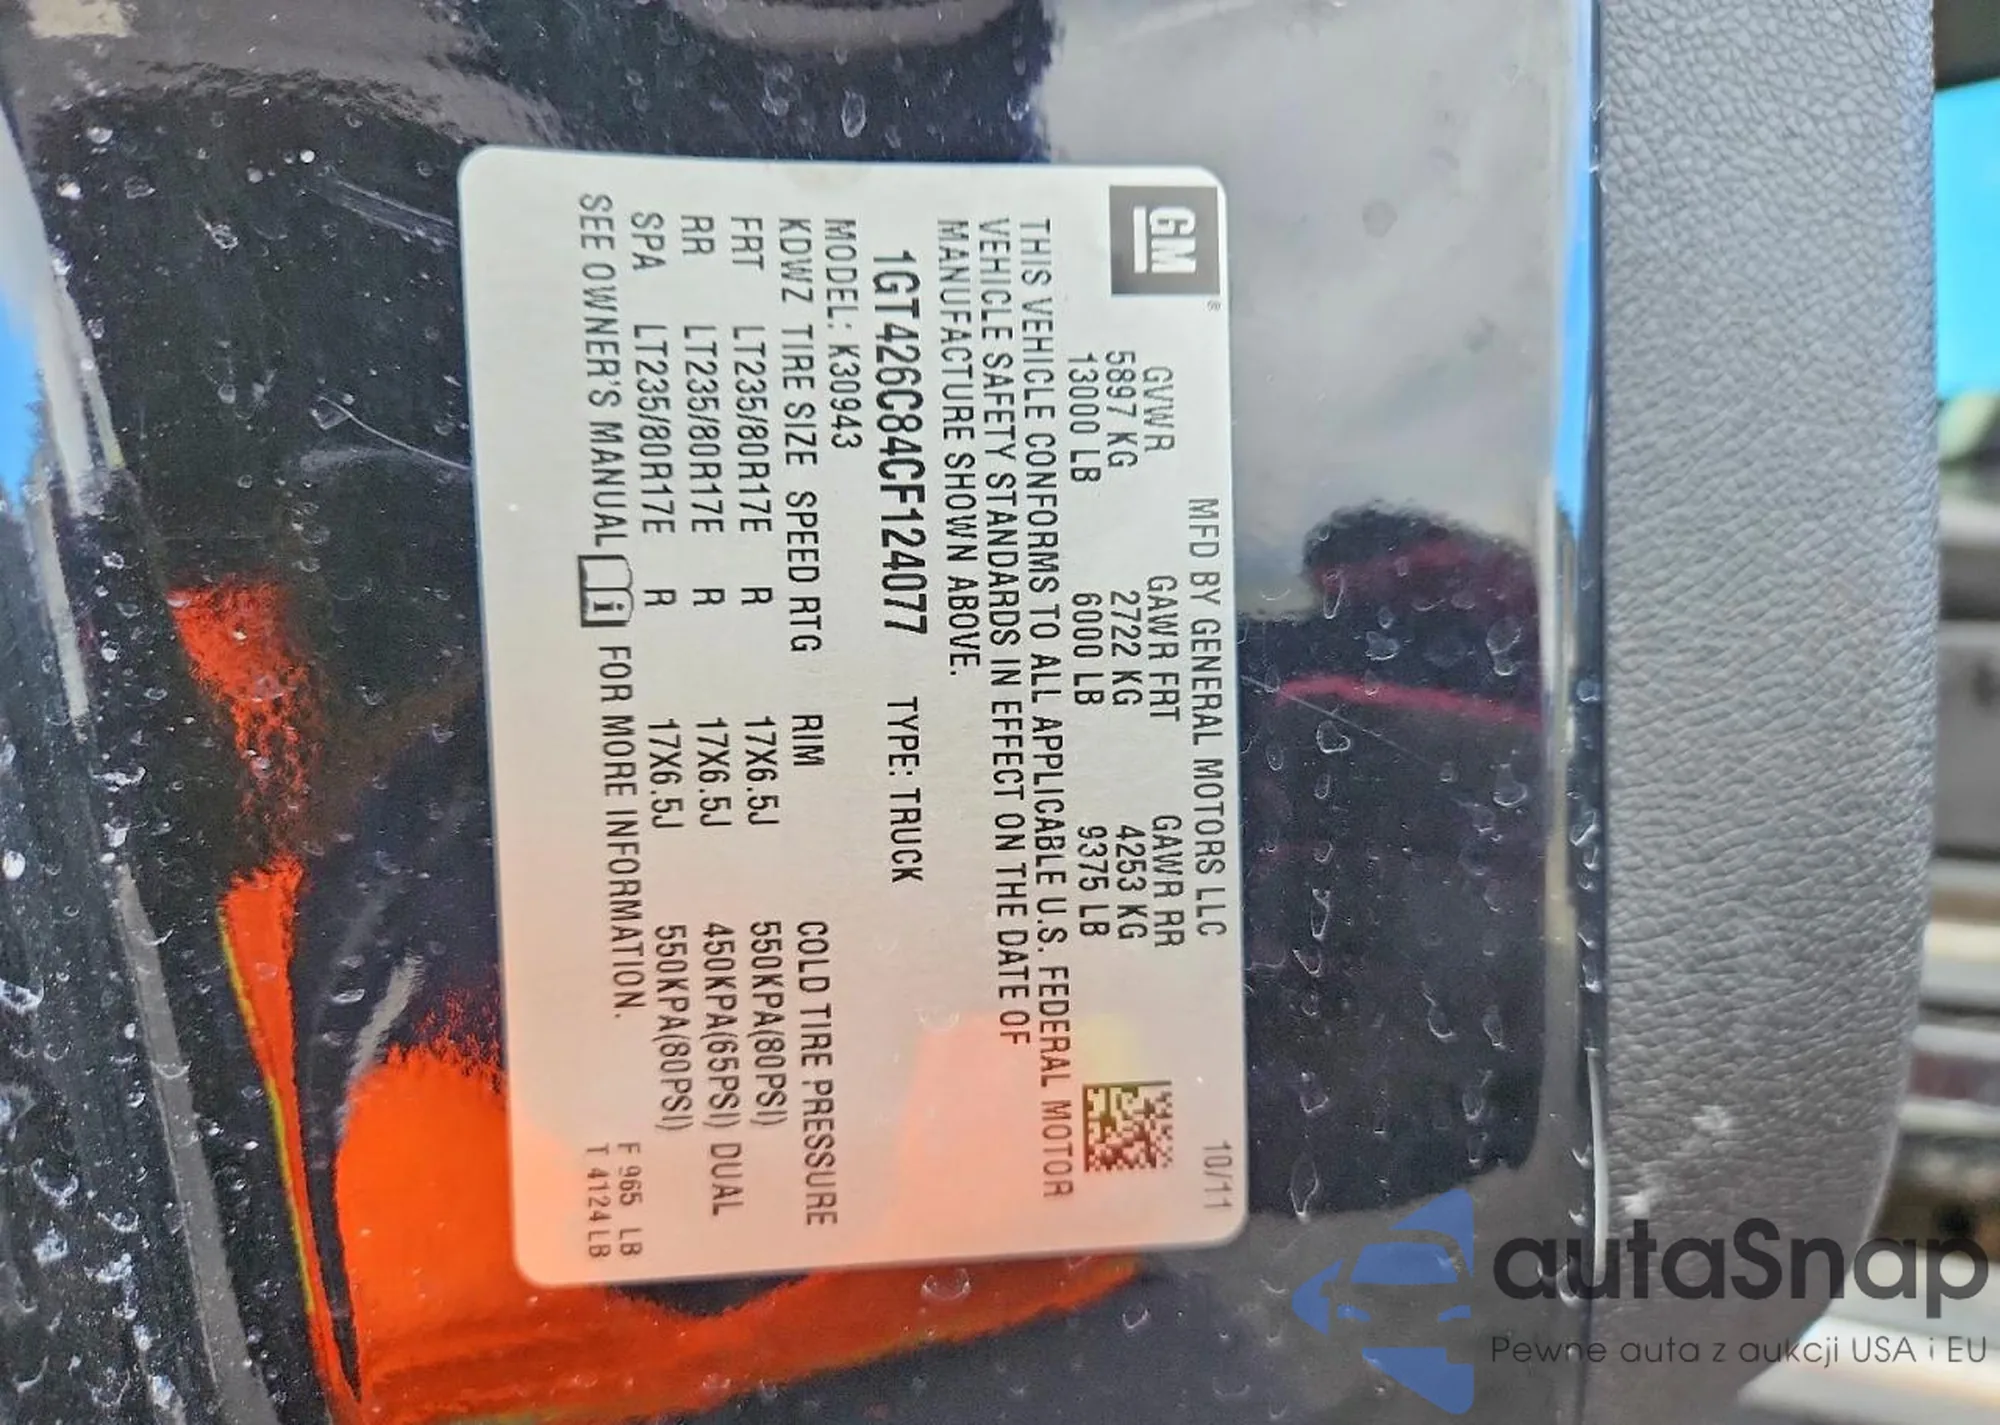 GM®
MFD BY GENERAL MOTORS LLC 10/11
GVWR GAWR FRT GAWR RR
5897 KG 2722 KG 4253 KG
13000 LB 6000 LB 9375 LB
THIS VEHICLE CONFORMS TO ALL APPLICABLE U.S. FEDERAL MOTOR
VEHICLE SAFETY STANDARDS IN EFFECT ON THE DATE OF
MANUFACTURE SHOWN ABOVE.
1GT426C84CF124077 TYPE: TRUCK
MODEL: K30943
KDWZ TIRE SIZE SPEED RTG RIM COLD TIRE PRESSURE
FRT LT235/80R17E R 17X6.5J 550KPA(80PSI)
RR LT235/80R17E R 17X6.5J 450KPA(65PSI) DUAL
SPA LT235/80R17E R 17X6.5J 550KPA(80PSI)
SEE OWNER'S MANUAL i FOR MORE INFORMATION.
F 965 LB
T 4124LB
autaSnap
Pewne auta z aukcji USA i EU